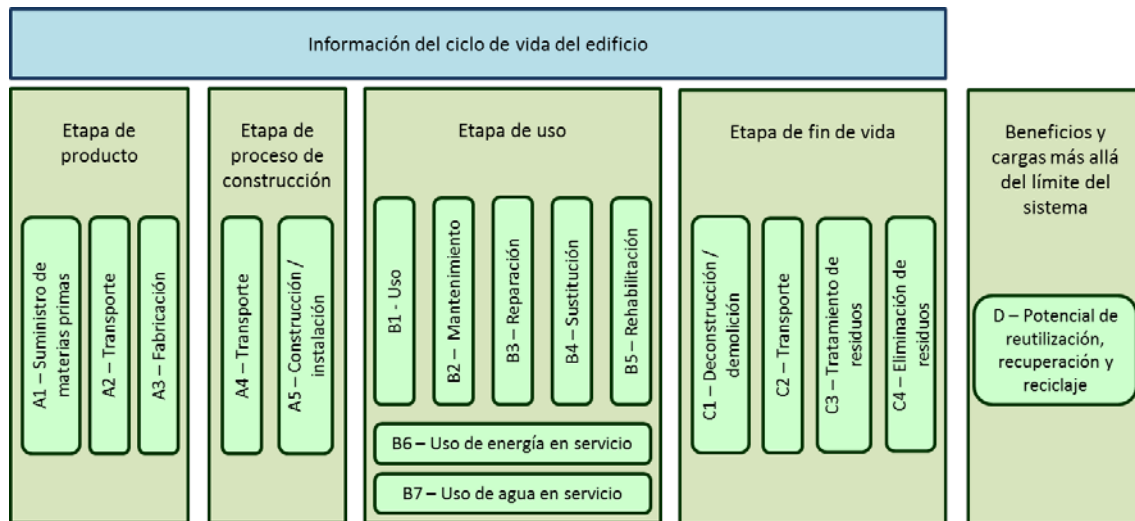 Información del ciclo de vida del edificio
Etapa de
producto
A1 – Suministro de
materias primas
A2 – Transporte
A3 – Fabricación
Etapa de
proceso de
construcción
A4 – Transporte
A5 – Construcción /
instalación
Etapa de uso
B1 - Uso
B2 – Mantenimiento
B3 – Reparación
B4 – Sustitución
B5 – Rehabilitación
B6 – Uso de energía en servicio
B7 – Uso de agua en servicio
Etapa de fin de vida
C1 – Deconstrucción /
demolición
C2 – Transporte
C3 – Tratamiento de
residuos
C4 – Eliminación de
residuos
Beneficios y
cargas más allá
del límite del
sistema
D – Potencial de
reutilización,
recuperación y
reciclaje